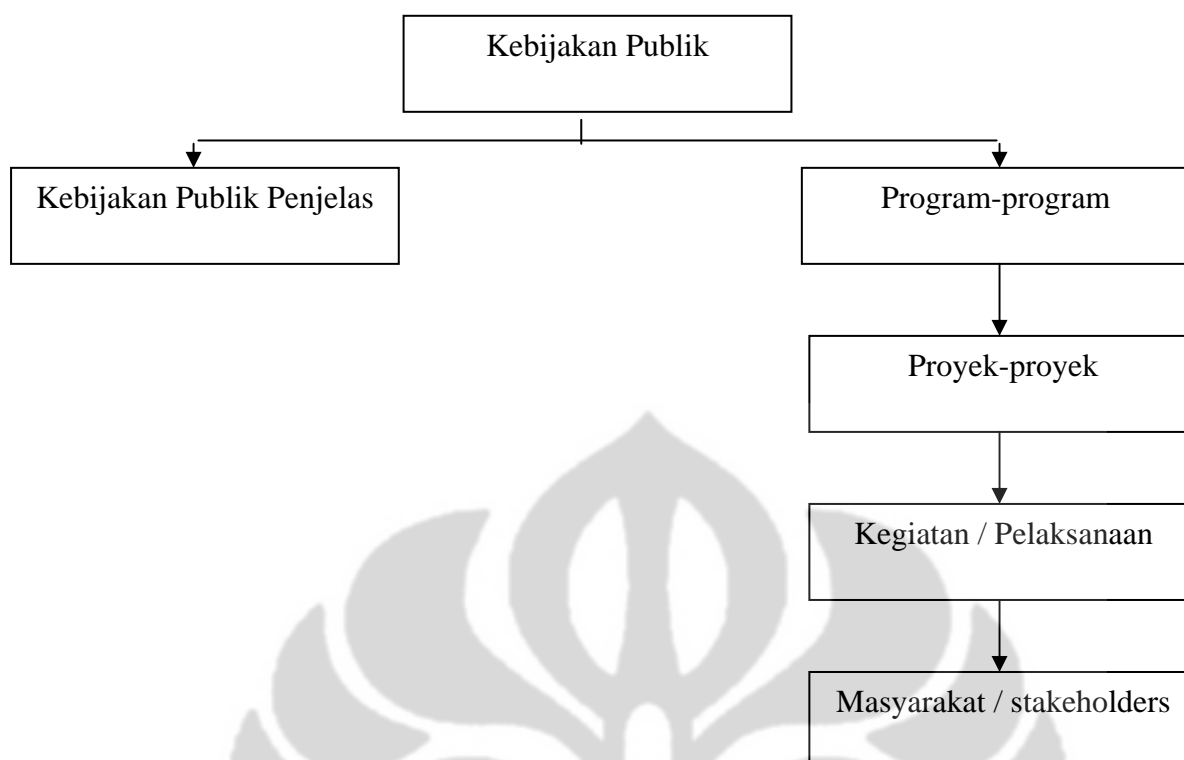 Kebijakan Publik
Kebijakan Publik Penjelas
Program-program
Proyek-proyek
Kegiatan / Pelaksanaan
Masyarakat / stakeholders